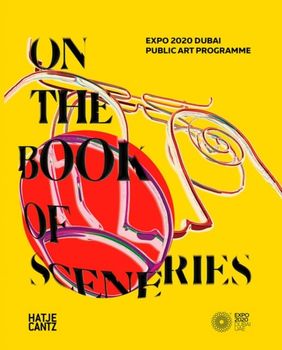 EXPO 2020 DUBAI
PUBLIC ART PROGRAMME
ON
THE
BOOK
OF
SCENERIES
HATJE
CANTZ
EXPO
2020
DUBAI
UAE